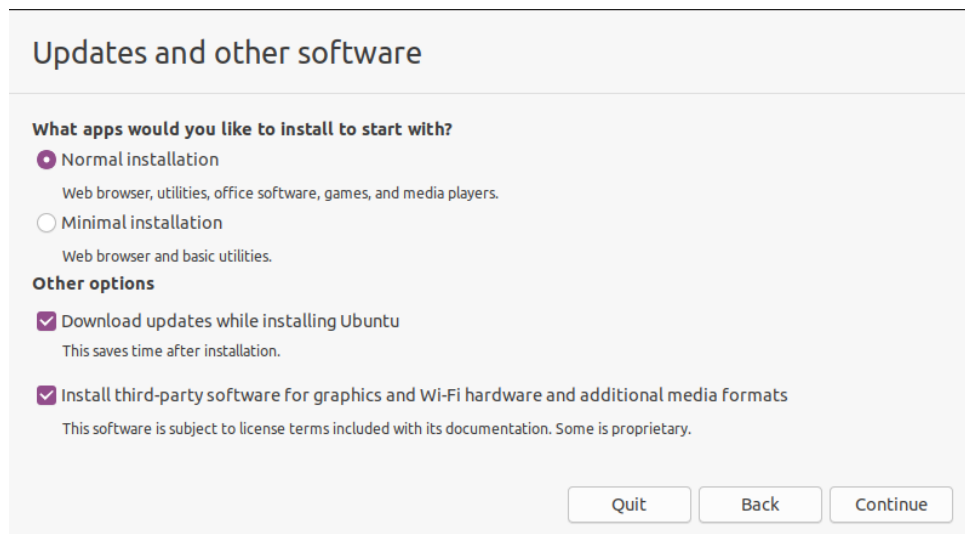 Updates and other software
What apps would you like to install to start with?
Normal installation
Web browser, utilities, office software, games, and media players.
Minimal installation
Web browser and basic utilities.
Other options
Download updates while installing Ubuntu
This saves time after installation.
Install third-party software for graphics and Wi-Fi hardware and additional media formats
This software is subject to license terms included with its documentation. Some is proprietary.
Quit Back Continue